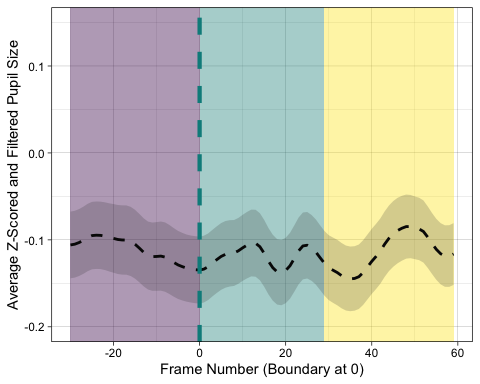 Average Z-Scored and Filtered Pupil Size
0.1
0.0
-0.1
-0.2
-20 0 20 40 60
Frame Number (Boundary at 0)